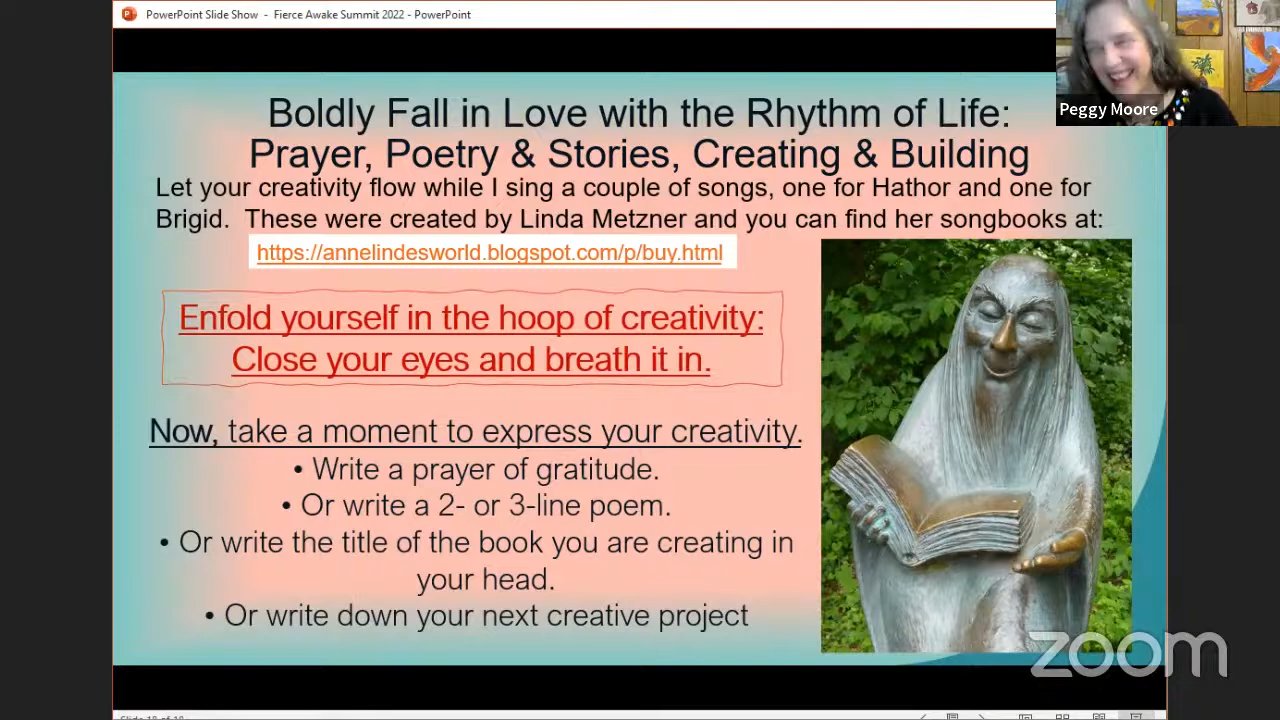 PowerPoint Slide Show - Fierce Awake Summit 2022 - PowerPoint
Peggy Moore
Boldly Fall in Love with the Rhythm of Life:
Prayer, Poetry & Stories, Creating & Building
Let your creativity flow while I sing a couple of songs, one for Hathor and one for
Brigid. These were created by Linda Metzner and you can find her songbooks at:
https://annelindesworld.blogspot.com/p/buy.html
Enfold yourself in the hoop of creativity:
Close your eyes and breath it in.
Now, take a moment to express your creativity.
• Write a prayer of gratitude.
• Or write a 2- or 3-line poem.
• Or write the title of the book you are creating in
your head.
• Or write down your next creative project
zoom
Slide 18 of 18